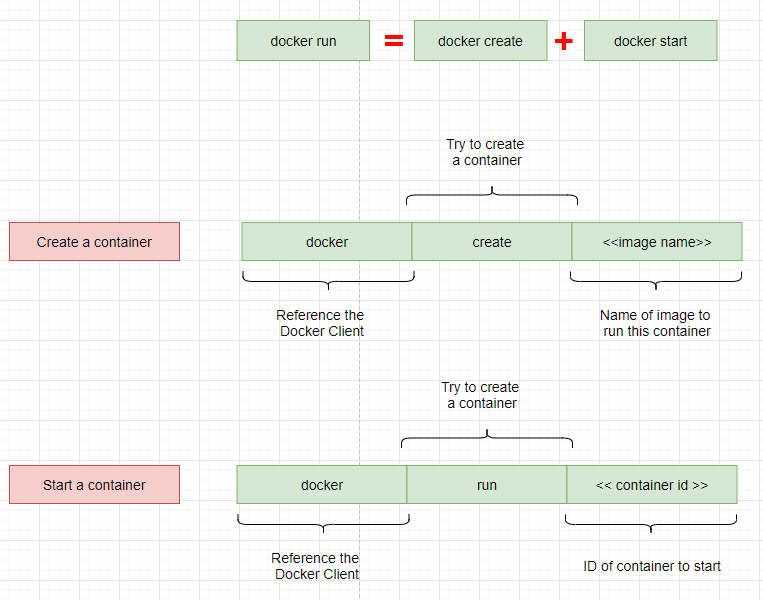 docker run = docker create + docker start
Try to create
a container
Create a container
docker create <<image name>>
Reference the
Docker Client
Name of image to
run this container
Try to create
a container
Start a container
docker run << container id >>
Reference the
Docker Client
ID of container to start